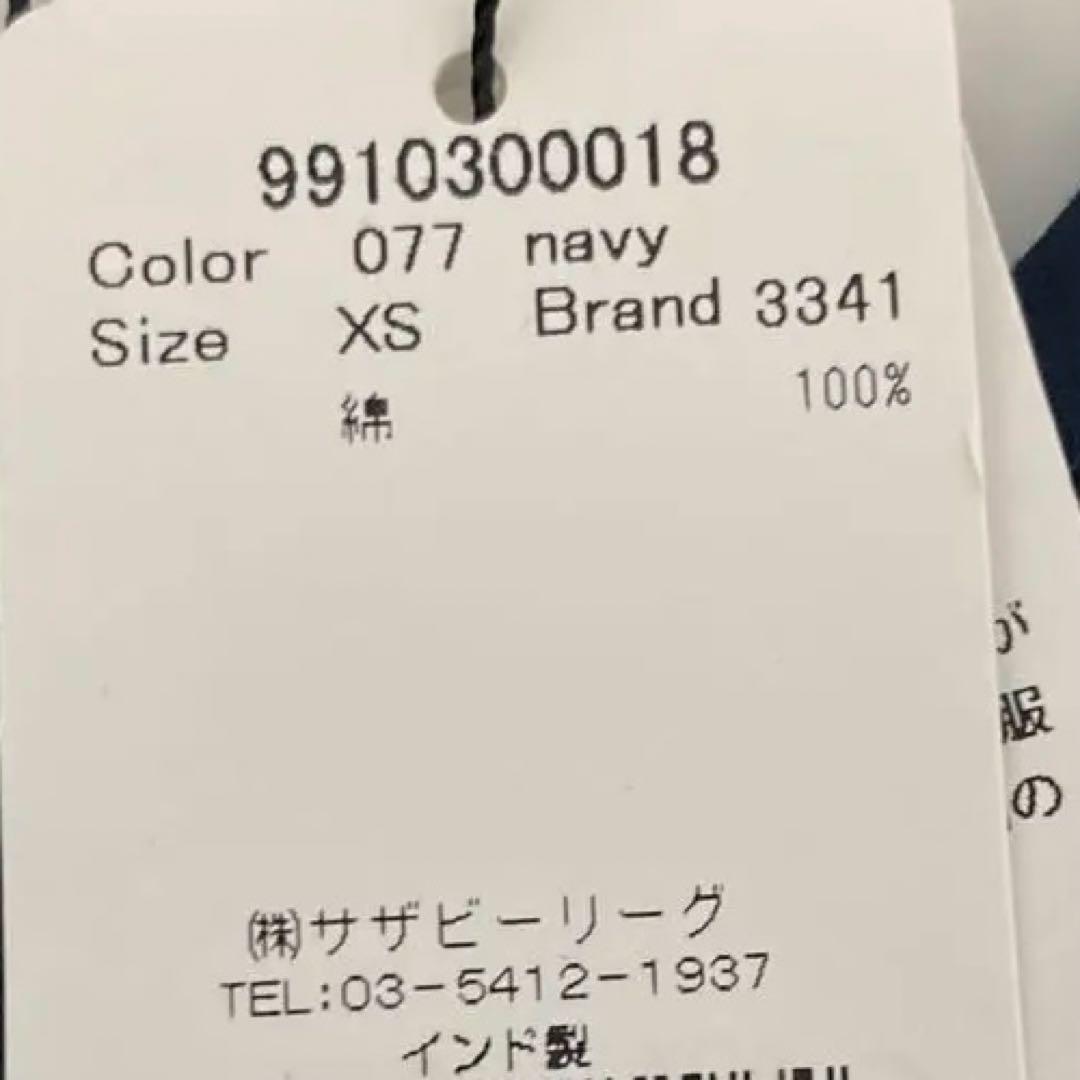 9910300018
Color 077 navy
Size XS Brand 3341
綿 100%
㈱サザビーリーグ
TEL:03-5412-1937
インド製
が
服
の